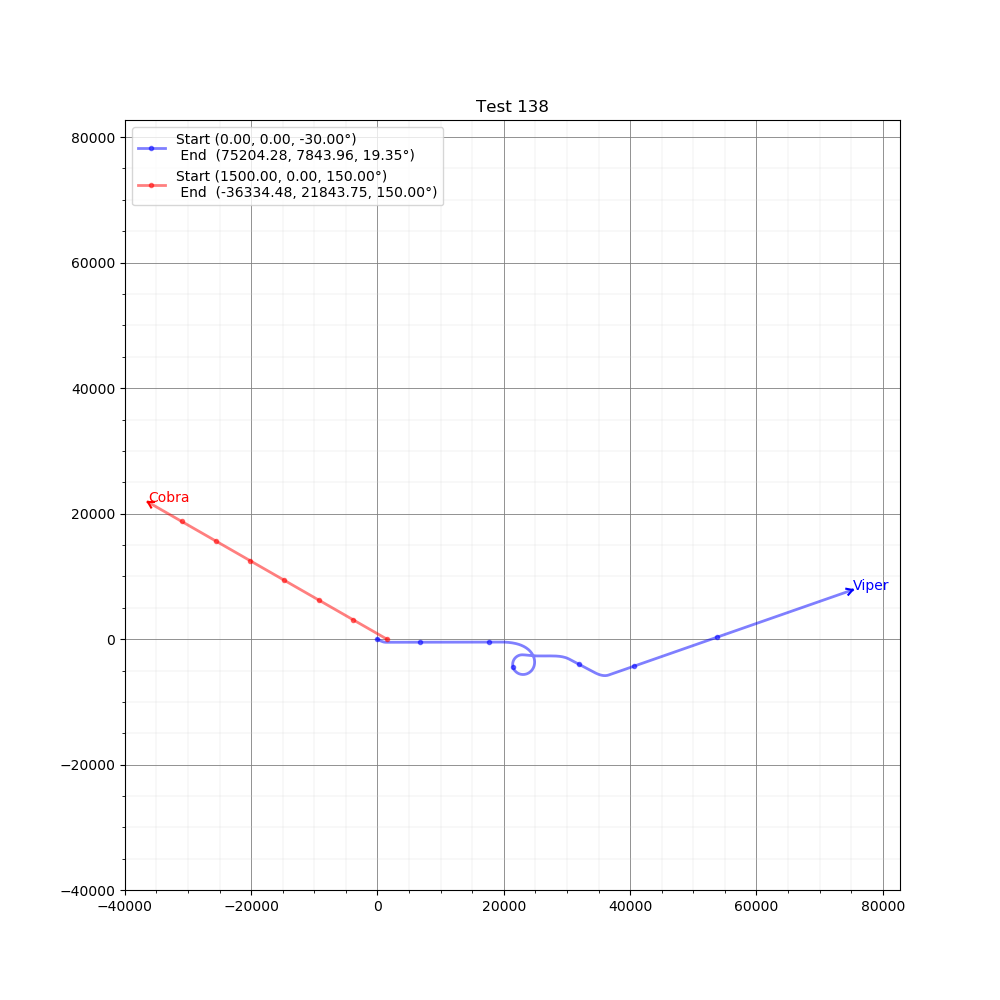 Test 138
Start (0.00, 0.00, -30.00°)
End  (75204.28, 7843.96, 19.35°)
Start (1500.00, 0.00, 150.00°)
End  (-36334.48, 21843.75, 150.00°)
80000
60000
40000
20000
0
−20000
−40000
Cobra
Viper
−40000 −20000 0 20000 40000 60000 80000